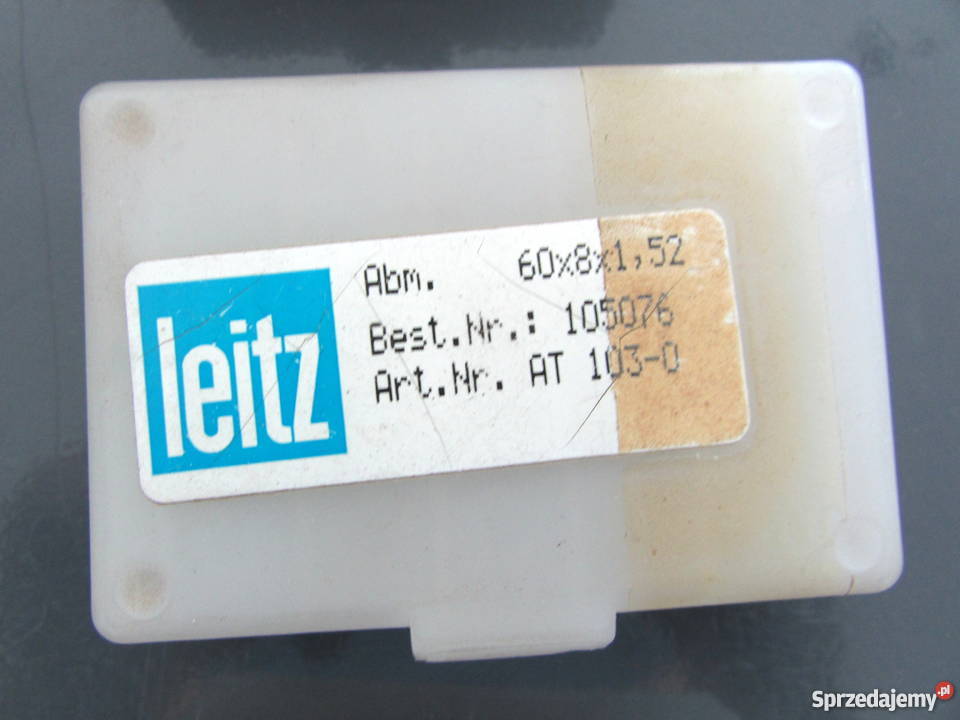 leitz
Abm. 60x8x1,52
Best.Nr.: 105076
Art.Nr. AT 103-0
Sprzedajemy.pl